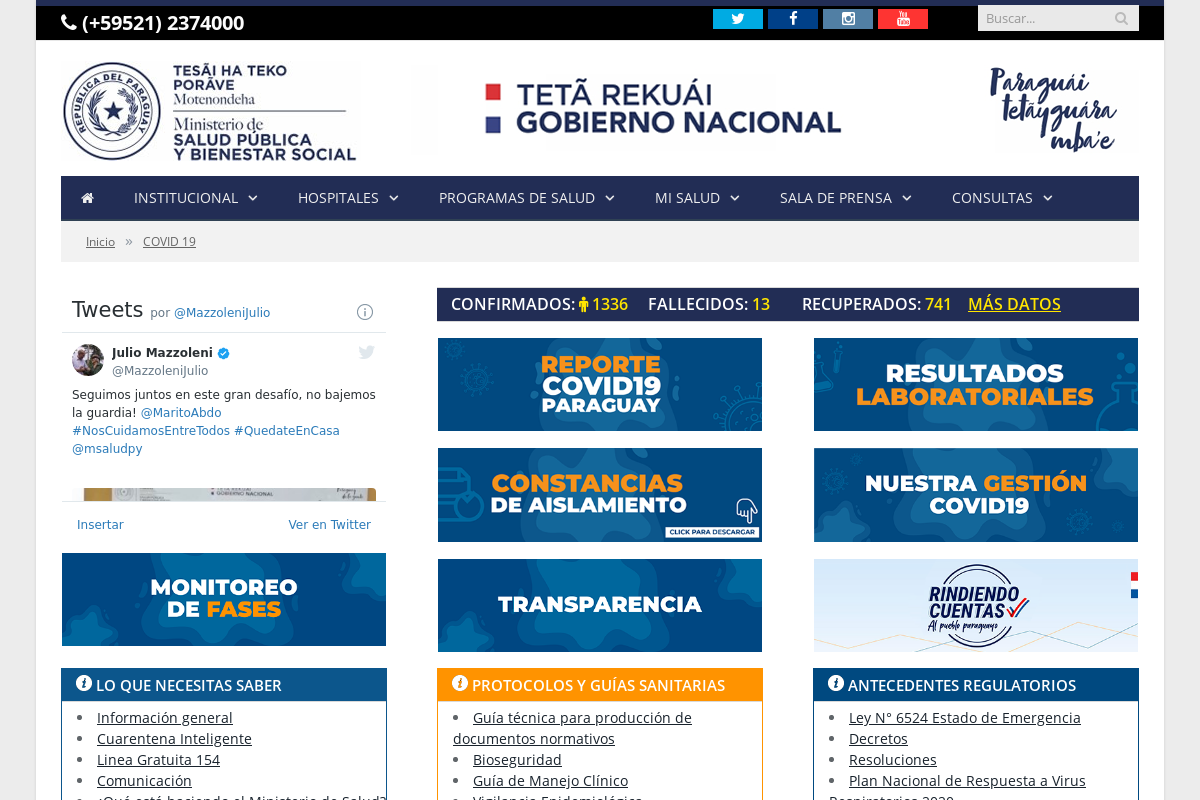 (+59521) 2374000
Buscar...
REPUBLICA DEL PARAGUAY
TESÃI HA TEKO
PORÃVE
Motenondeha
Ministerio de
SALUD PÚBLICA
Y BIENESTAR SOCIAL
TETÃ REKUÁI
GOBIERNO NACIONAL
Paraguái
tetãyguára
mba'e
INSTITUCIONAL
HOSPITALES
PROGRAMAS DE SALUD
MI SALUD
SALA DE PRENSA
CONSULTAS
Inicio » COVID 19
Tweets por @MazzoleniJulio
Julio Mazzoleni
@MazzoleniJulio
Seguimos juntos en este gran desafío, no bajemos
la guardia! @MaritoAbdo
#NosCuidamosEntreTodos #QuedateEnCasa
@msaludpy
GOBIERNO NACIONAL
Insertar
Ver en Twitter
MONITOREO
DE FASES
CONFIRMADOS: 1336 FALLECIDOS: 13 RECUPERADOS: 741 MÁS DATOS
REPORTE
COVID19
PARAGUAY
RESULTADOS
LABORATORIALES
CONSTANCIAS
DE AISLAMIENTO
CLICK PARA DESCARGAR
NUESTRA GESTIÓN
COVID19
TRANSPARENCIA
RINDIENDO
CUENTAS
Al pueblo paraguayo
LO QUE NECESITAS SABER
Información general
Cuarentena Inteligente
Linea Gratuita 154
Comunicación
¿Qué está haciendo el Ministerio de Salud?
PROTOCOLOS Y GUÍAS SANITARIAS
Guía técnica para producción de
documentos normativos
Bioseguridad
Guía de Manejo Clínico
Vigilancia Epidemiológica
ANTECEDENTES REGULATORIOS
Ley N° 6524 Estado de Emergencia
Decretos
Resoluciones
Plan Nacional de Respuesta a Virus
Respiratorios 2020